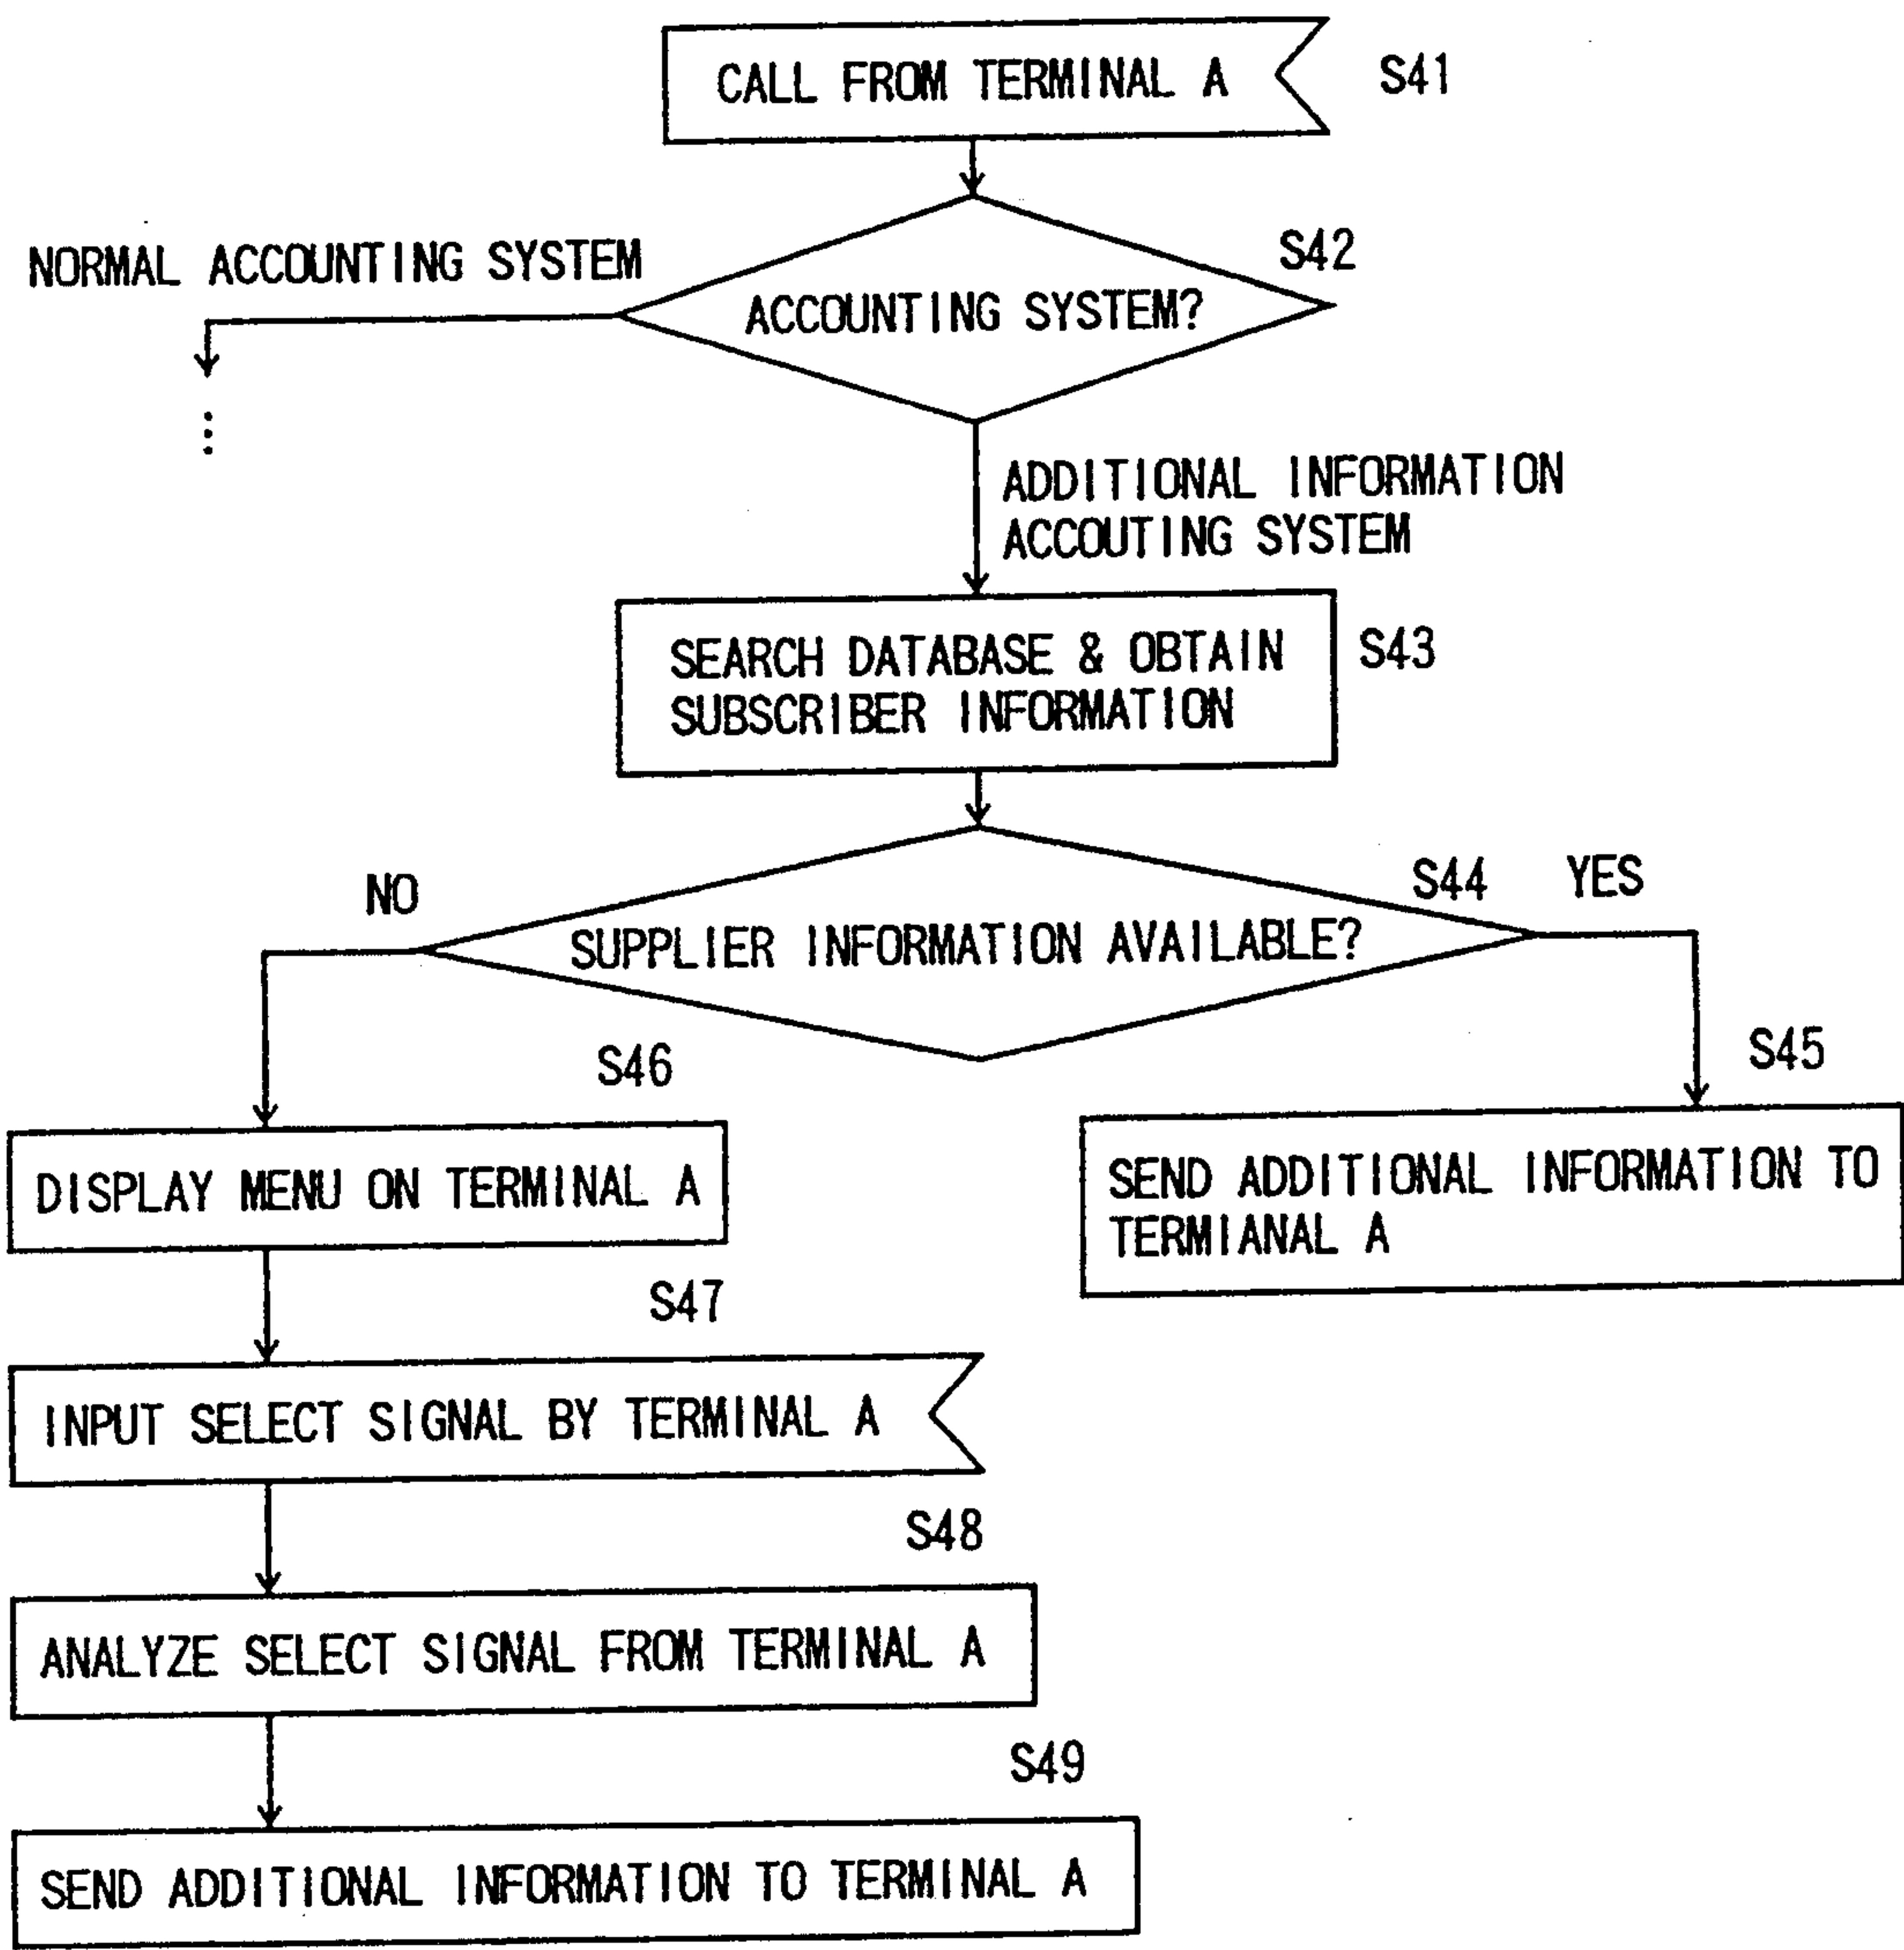 CALL FROM TERMINAL A
S41
NORMAL ACCOUNTING SYSTEM
S42
ACCOUNTING SYSTEM?
ADDITIONAL INFORMATION
ACCOUTING SYSTEM
SEARCH DATABASE & OBTAIN
SUBSCRIBER INFORMATION
S43
NO
S44
YES
SUPPLIER INFORMATION AVAILABLE?
S46
S45
DISPLAY MENU ON TERMINAL A
SEND ADDITIONAL INFORMATION TO
TERMIANAL A
S47
INPUT SELECT SIGNAL BY TERMINAL A
S48
ANALYZE SELECT SIGNAL FROM TERMINAL A
S49
SEND ADDITIONAL INFORMATION TO TERMINAL A